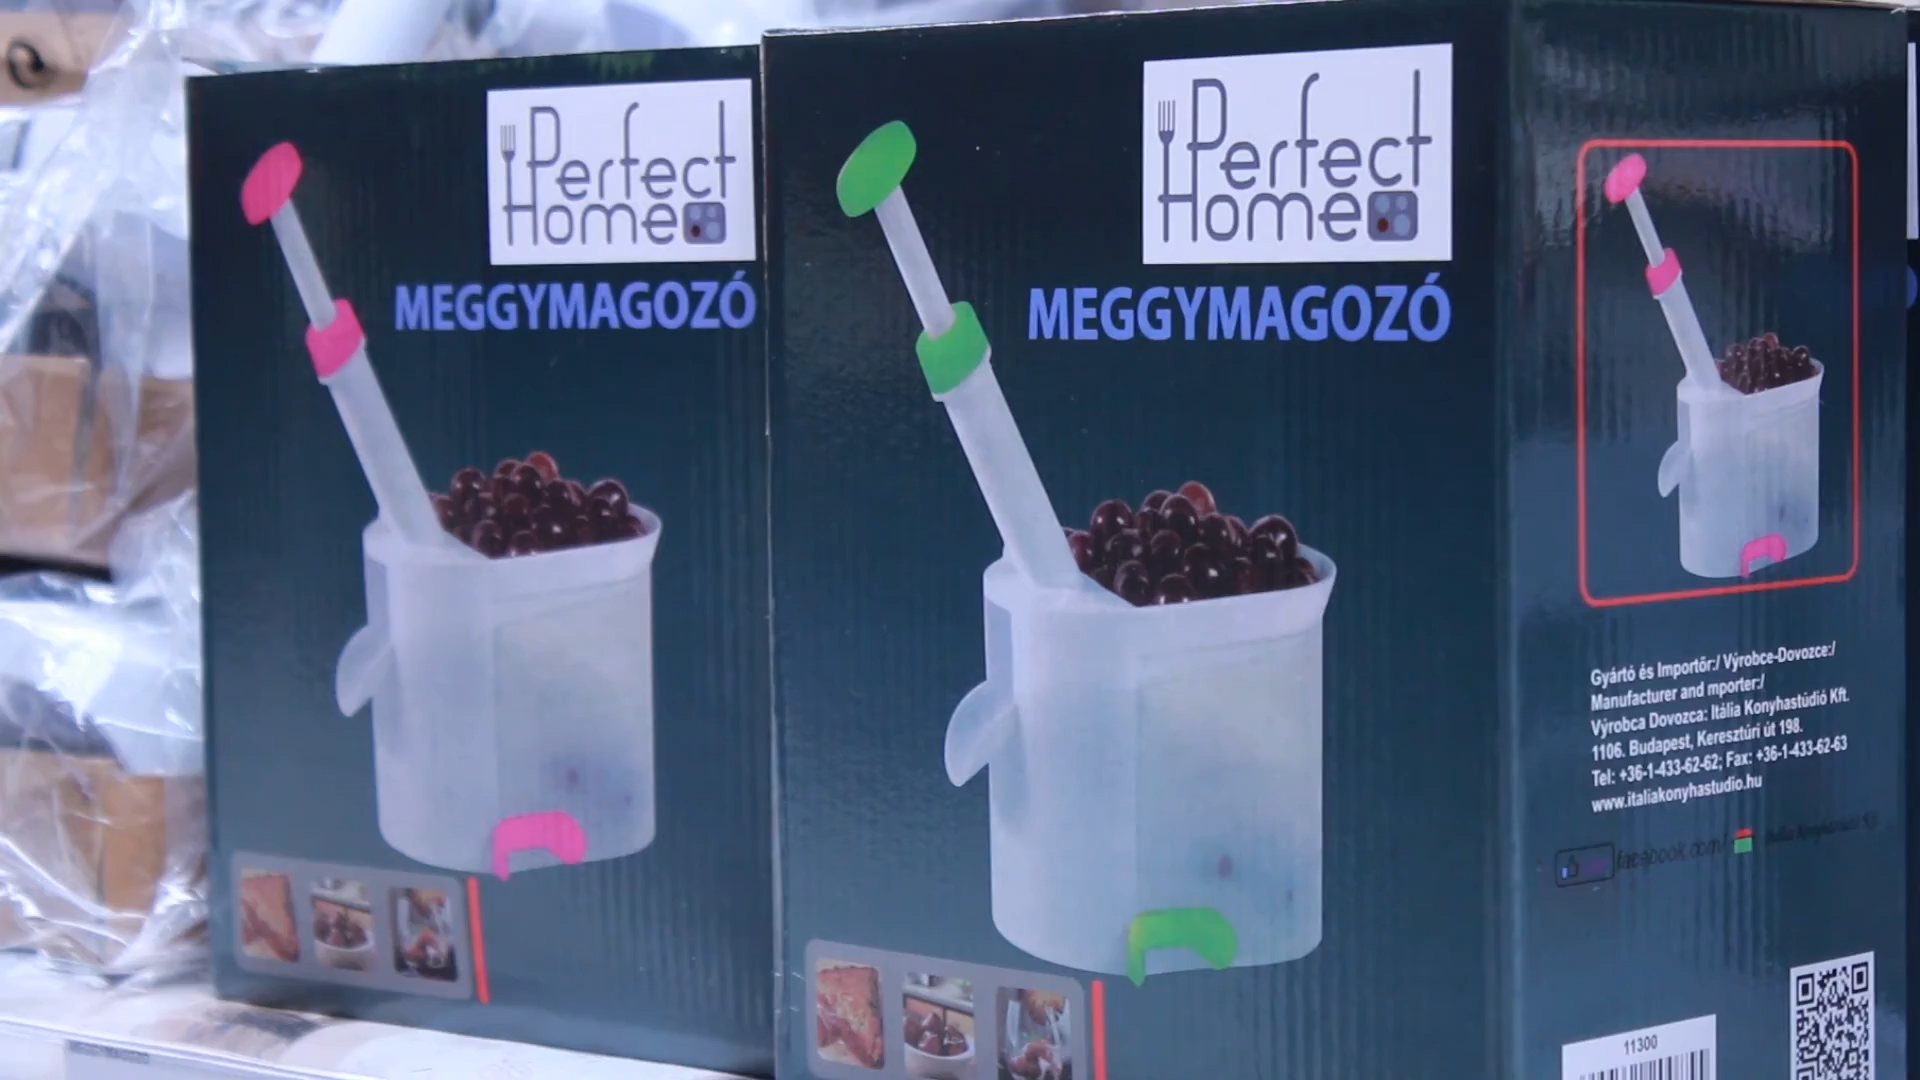 Perfect
Home
MEGGYMAGOZÓ
Perfect
Home
MEGGYMAGOZÓ
Gyártó és Importőr:/ Výrobce-Dovozce:/
Manufacturer and mporter:/
Výrobca Dovozca: Itália Konyhastúdió Kft.
1106. Budapest, Keresztúri út 198.
Tel: +36-1-433-62-62; Fax: +36-1-433-62-63
www.italiakonyhastudio.hu
facebook.com/
11300